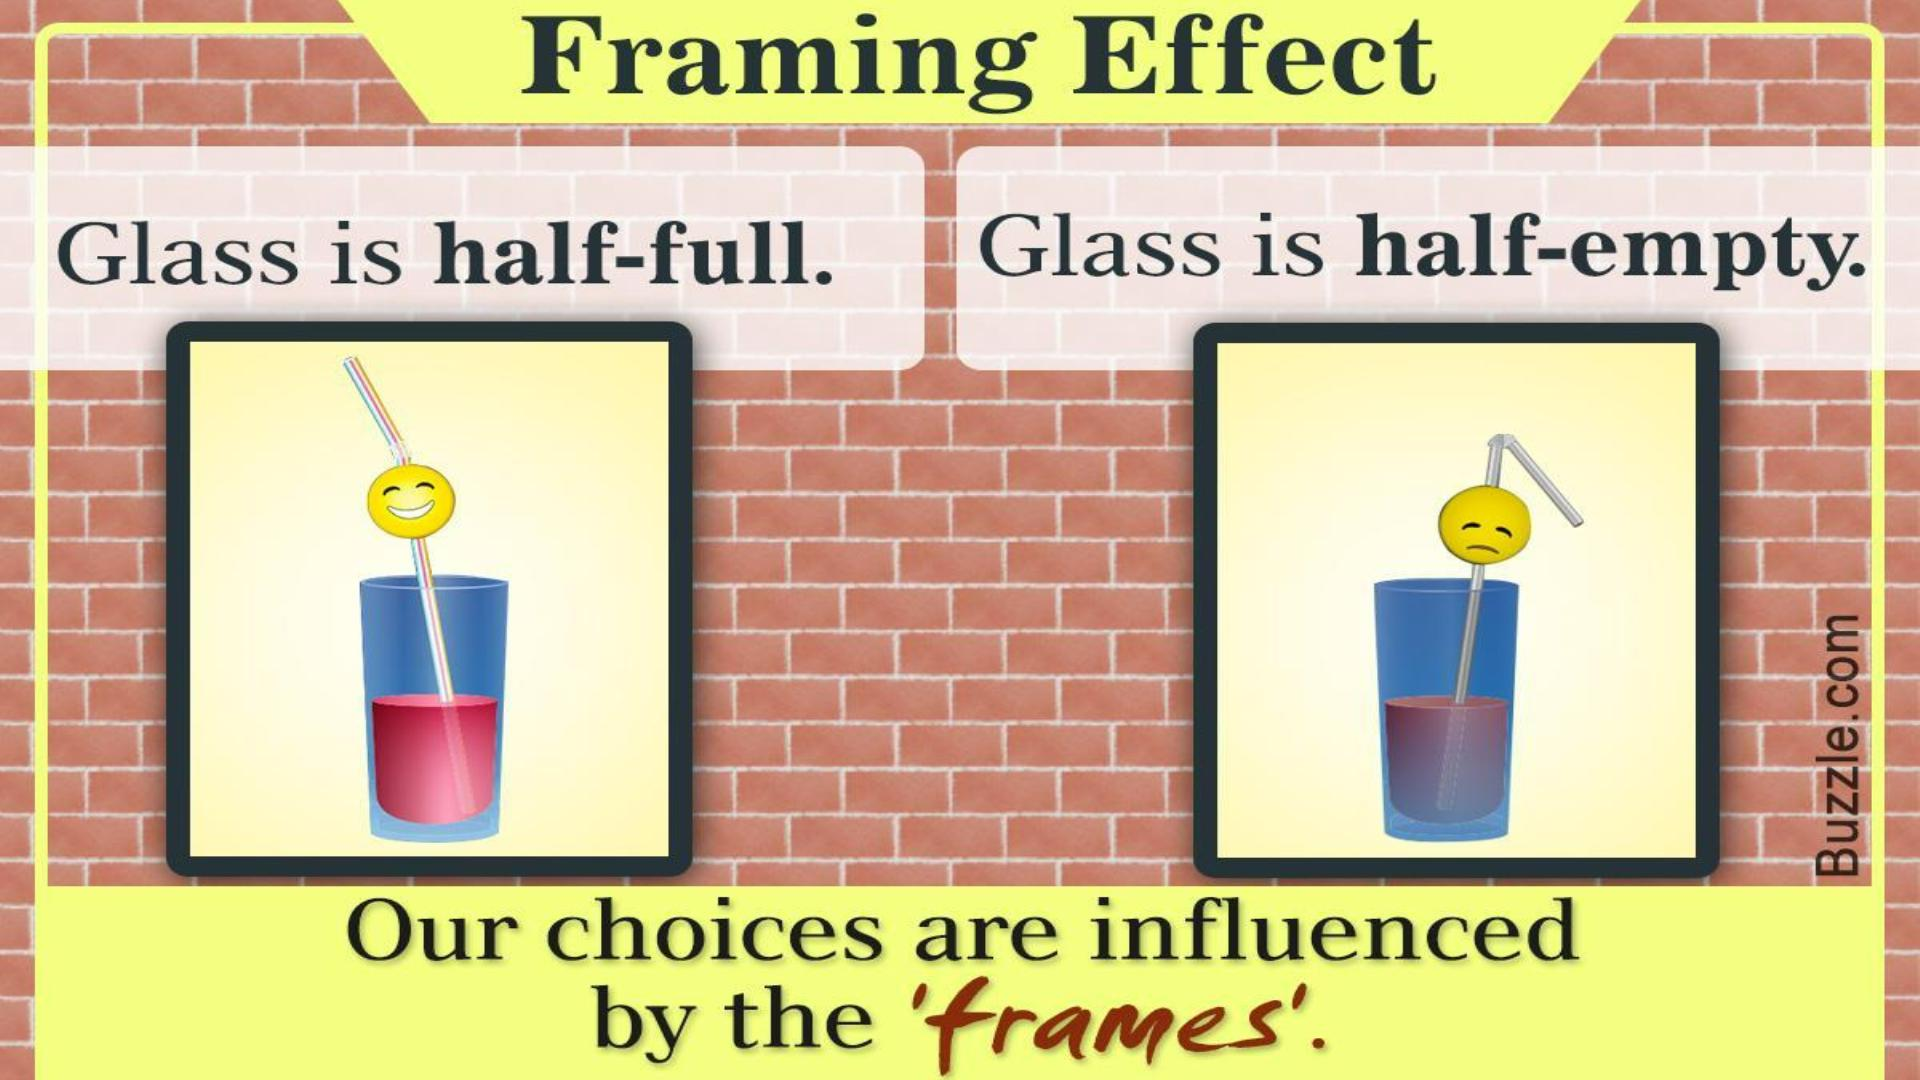 Framing Effect
Glass is half-full.
Glass is half-empty.
Buzzle.com
Our choices are influenced
by the 'frames'.